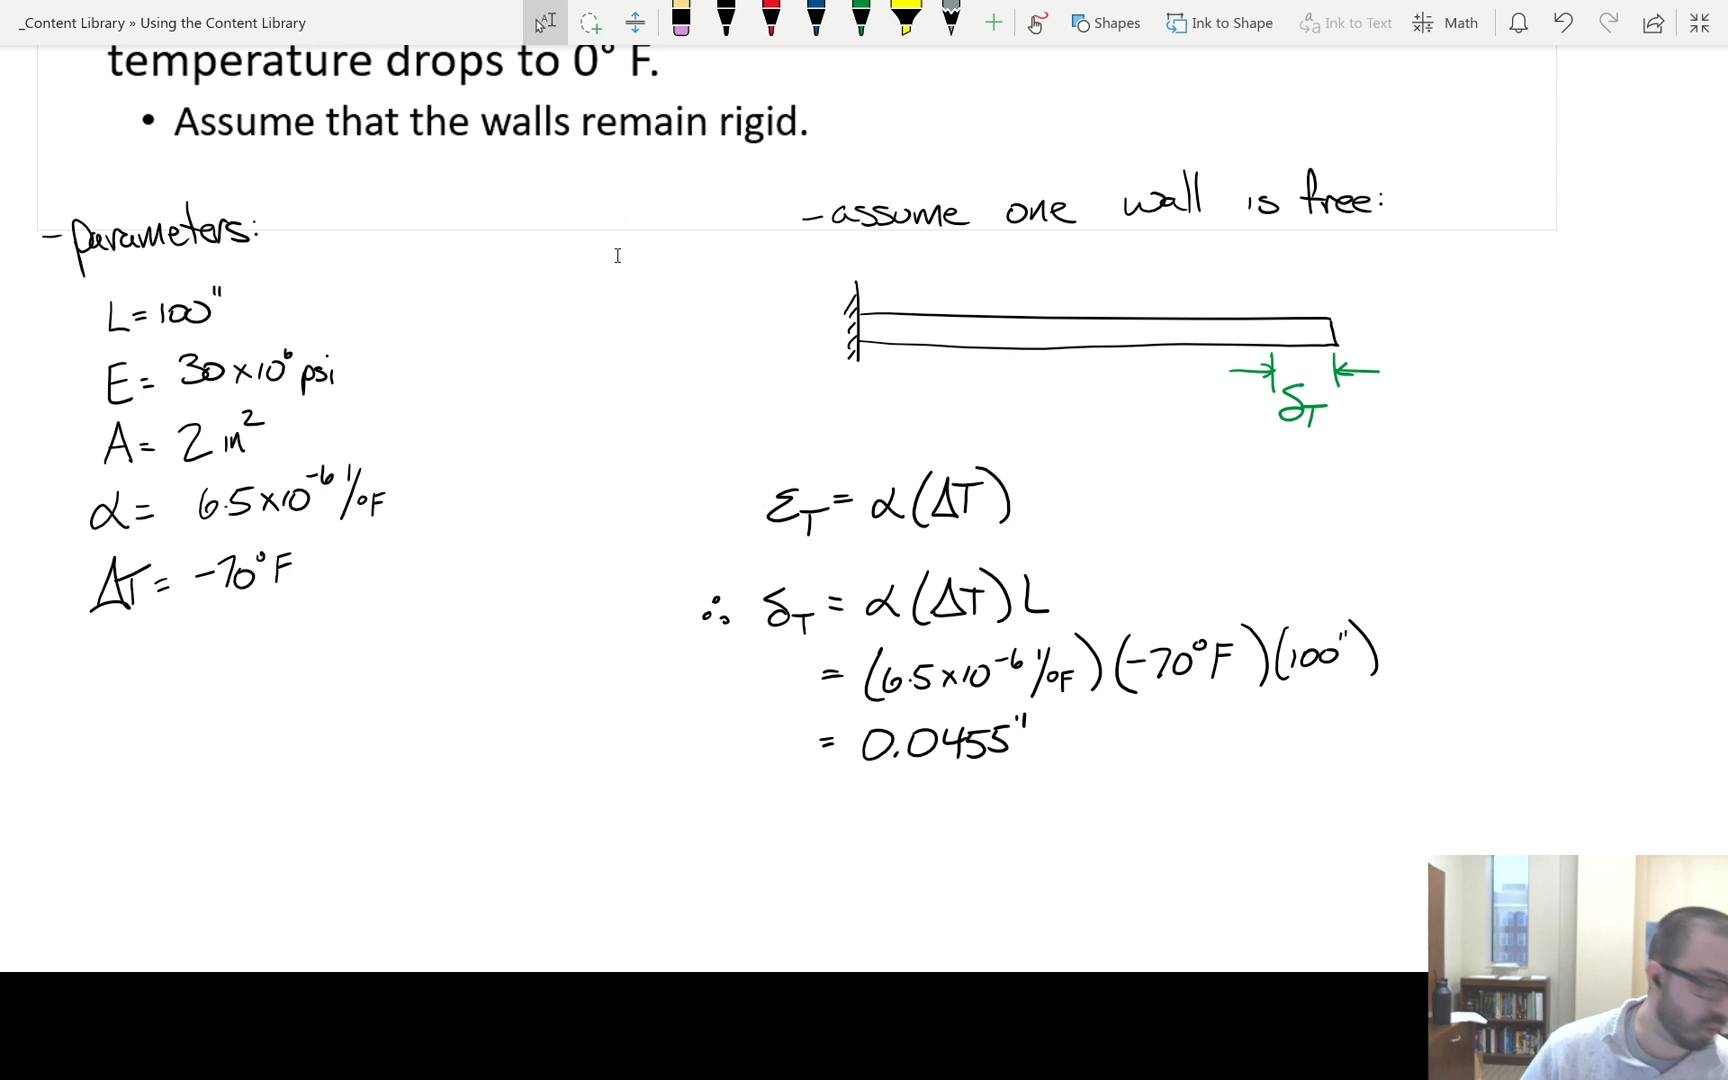 _Content Library » Using the Content Library
Shapes
Ink to Shape
Ink to Text
Math
temperature drops to 0° F.
• Assume that the walls remain rigid.
- parameters:
L = 100"
E = 30×10⁶ psi
A = 2 in²
α = 6.5×10⁻⁶ 1/°F
ΔT = -70°F
- assume one wall is free:
δT
εT = α(ΔT)
∴ δT = α(ΔT)L
= (6.5×10⁻⁶ 1/°F)(-70°F)(100")
= 0.0455"